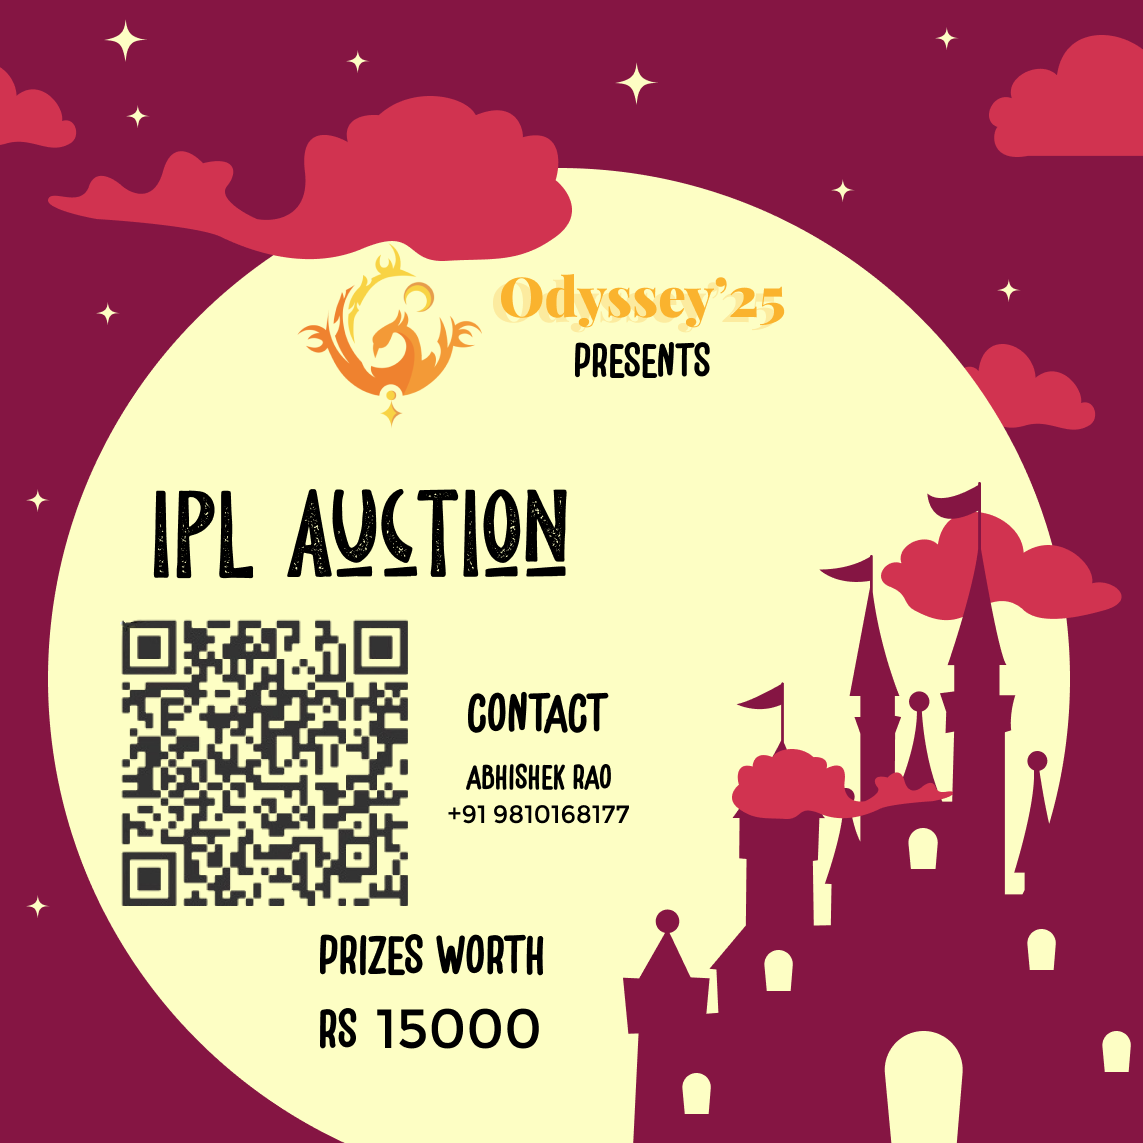 Odyssey'25
PRESENTS
IPL AUCTION
CONTACT
ABHISHEK RAO
+91 9810168177
PRIZES WORTH
RS 15000